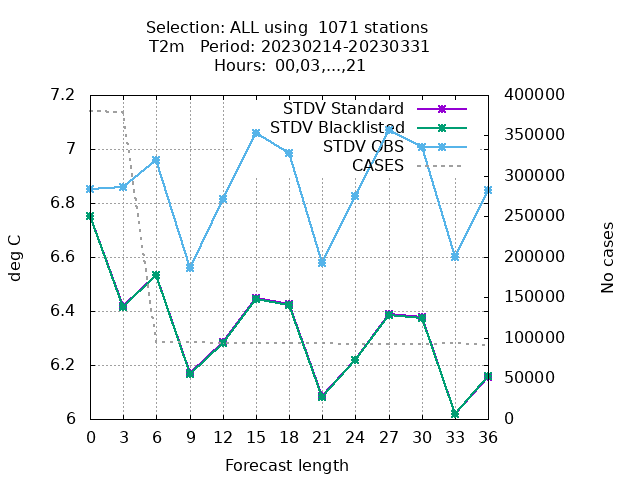 Selection: ALL using  1071 stations
T2m   Period: 20230214-20230331
Hours: 00,03,...,21
STDV Standard
STDV Blacklisted
STDV OBS
CASES
7.2
7
6.8
6.6
6.4
6.2
6
deg C
400000
350000
300000
250000
200000
150000
100000
50000
0
No cases
0 3 6 9 12 15 18 21 24 27 30 33 36
Forecast length